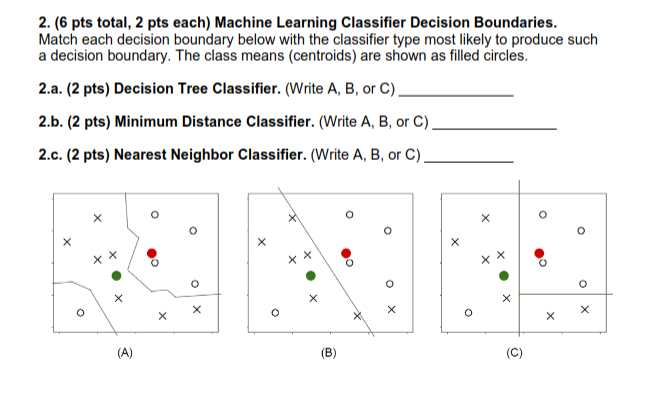 2. (6 pts total, 2 pts each) Machine Learning Classifier Decision Boundaries.
Match each decision boundary below with the classifier type most likely to produce such
a decision boundary. The class means (centroids) are shown as filled circles.
2.a. (2 pts) Decision Tree Classifier. (Write A, B, or C)
2.b. (2 pts) Minimum Distance Classifier. (Write A, B, or C)
2.c. (2 pts) Nearest Neighbor Classifier. (Write A, B, or C)
(A) (B) (C)